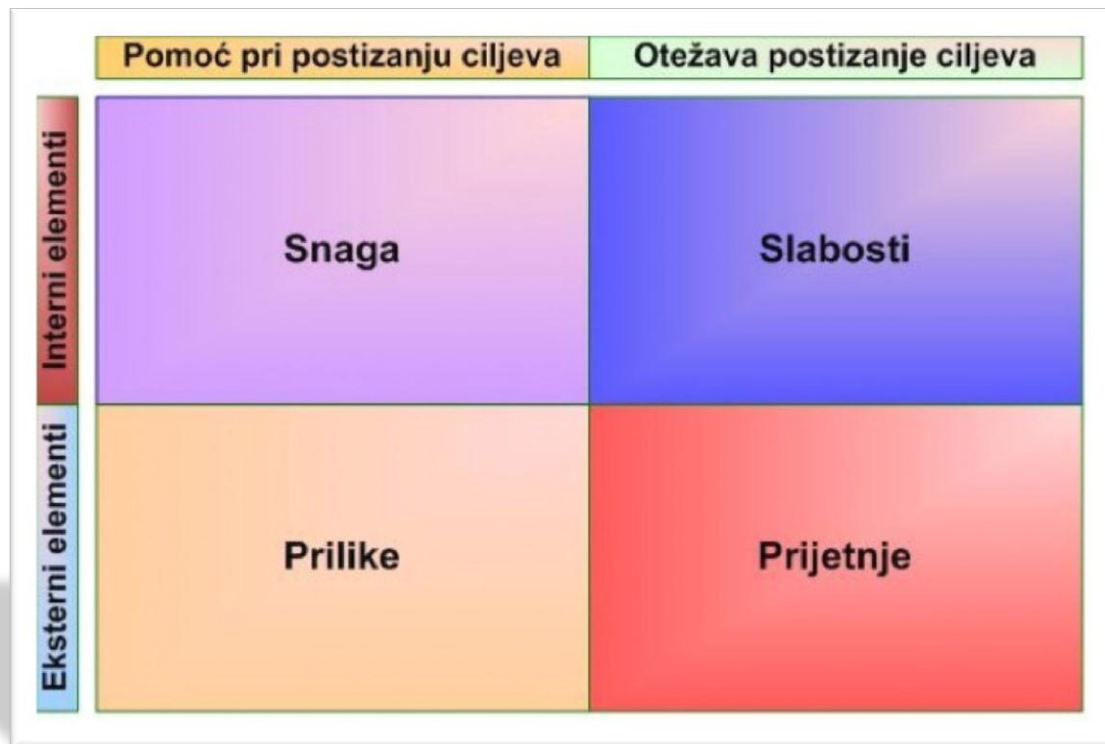 Pomoć pri postizanju ciljeva
Otežava postizanje ciljeva
Interni elementi
Snaga
Slabosti
Eksterni elementi
Prilike
Prijetnje